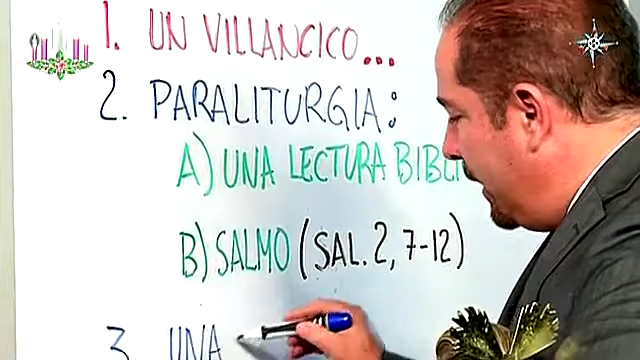 1. UN VILLANCICO...
2. PARALITURGIA:
A) UNA LECTURA
B) SALMO (SAL. 2, 7-12)
3 UNA